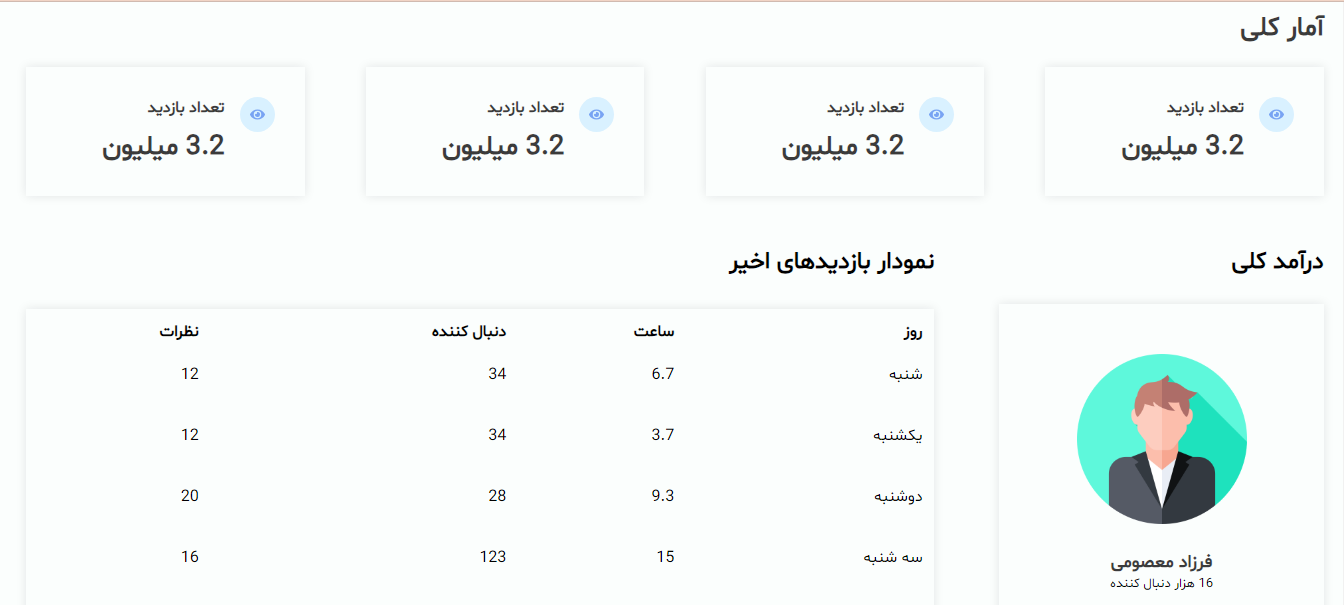 آمار کلی
تعداد بازدید
3.2 میلیون
تعداد بازدید
3.2 میلیون
تعداد بازدید
3.2 میلیون
تعداد بازدید
3.2 میلیون
درآمد کلی
فرزاد معصومی
16 هزار دنبال کننده
نمودار بازدیدهای اخیر
روز ساعت دنبال کننده نظرات
شنبه 6.7 34 12
یکشنبه 3.7 34 12
دوشنبه 9.3 28 20
سه شنبه 15 123 16